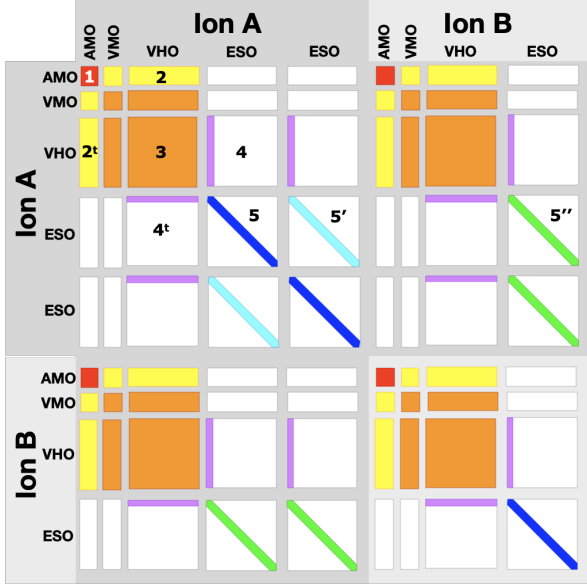 Ion A Ion B
AMO VMO VHO ESO ESO AMO VMO VHO ESO
Ion A
AMO 1 2
VMO
VHO 2t 3 4
ESO 4t 5 5′ 5′′
ESO
Ion B
AMO
VMO
VHO
ESO